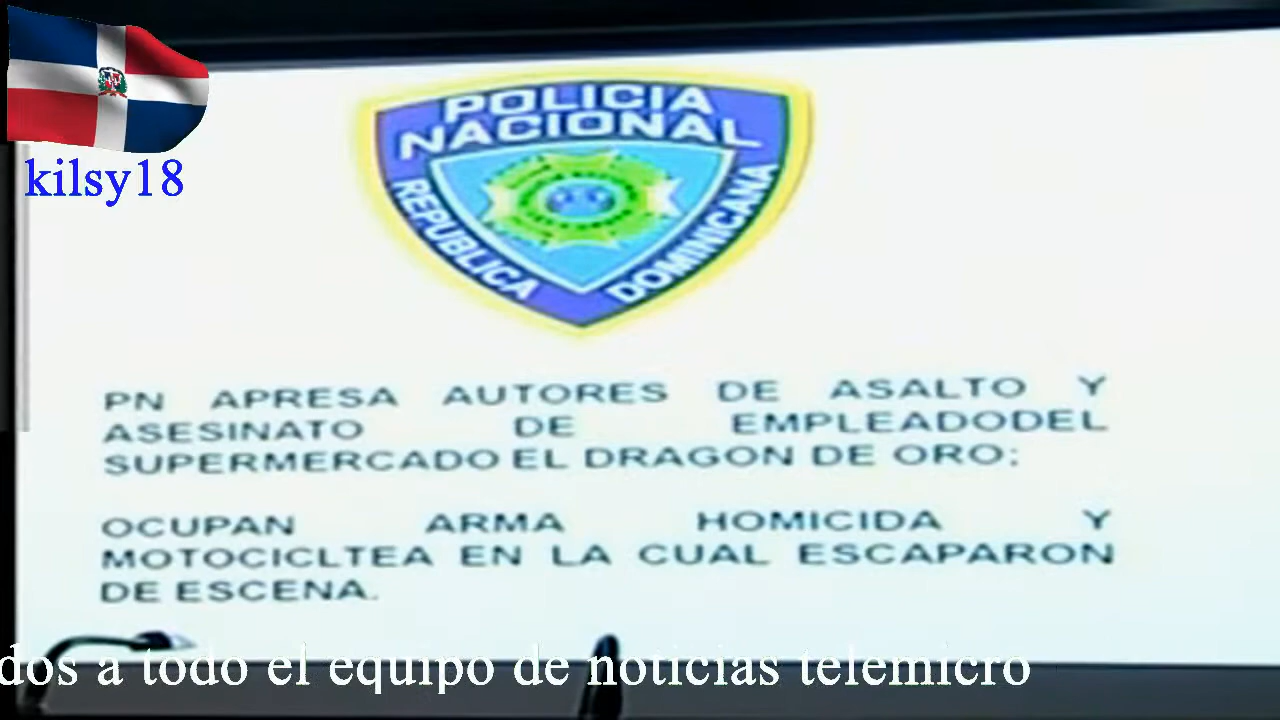 kilsy18
POLICIA
NACIONAL
REPUBLICA
DOMINICANA
PN APRESA AUTORES DE ASALTO Y
ASESINATO DE EMPLEADODEL
SUPERMERCADO EL DRAGON DE ORO;
OCUPAN ARMA HOMICIDA Y
MOTOCICLTEA EN LA CUAL ESCAPARON
DE ESCENA.
dos a todo el equipo de noticias telemicro